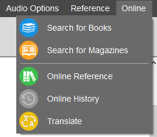 Audio Options Reference Online
Search for Books
Search for Magazines
Online Reference
Online History
Translate